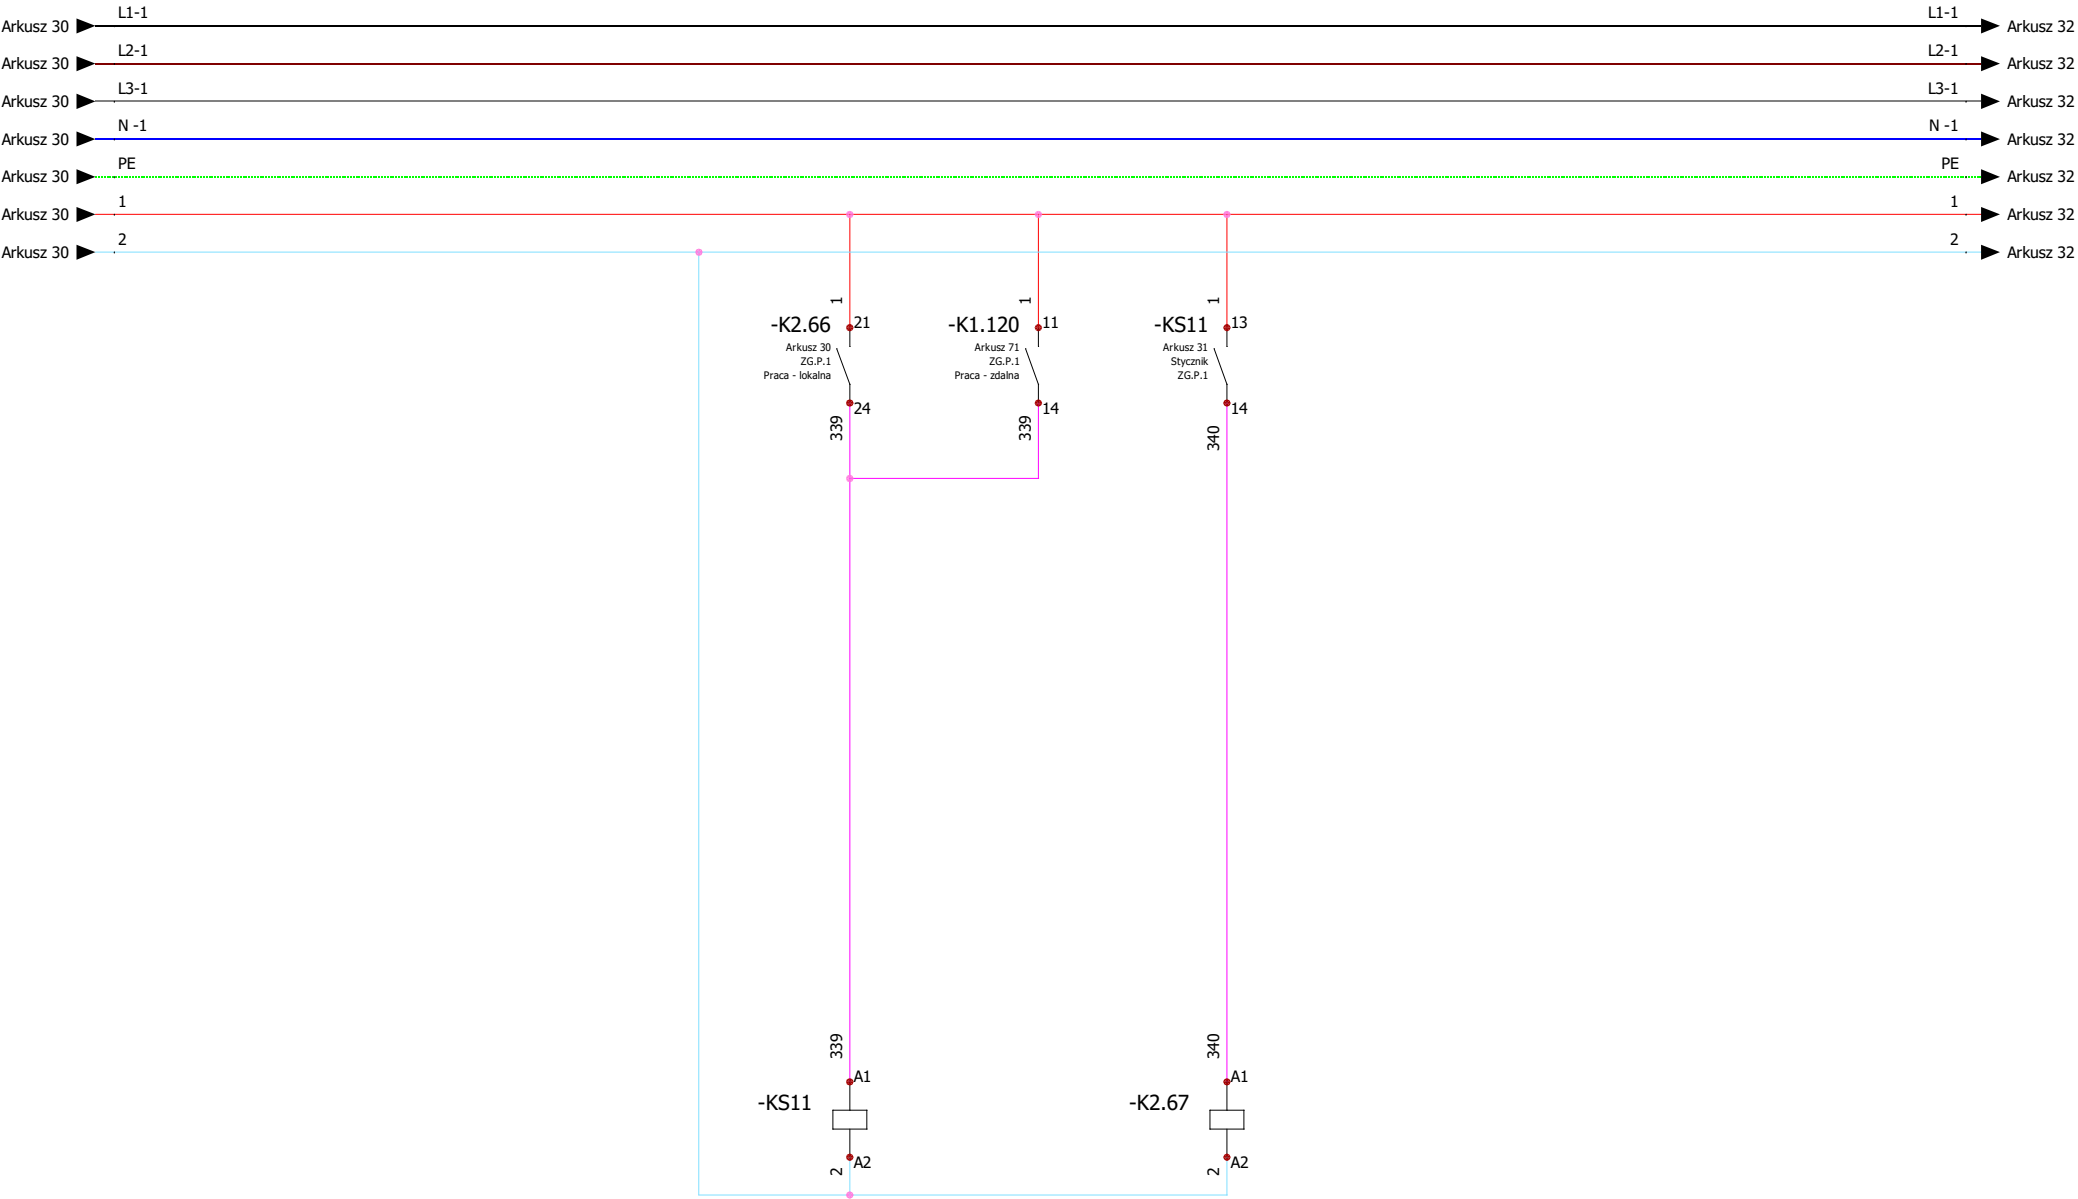 L1-1 L1-1
Arkusz 30 Arkusz 32
L2-1 L2-1
Arkusz 30 Arkusz 32
L3-1 L3-1
Arkusz 30 Arkusz 32
N -1 N -1
Arkusz 30 Arkusz 32
PE PE
Arkusz 30 Arkusz 32
1 1
Arkusz 30 Arkusz 32
2 2
Arkusz 30 Arkusz 32
1 1 1
-K2.66 21 -K1.120 11 -KS11 13
Arkusz 30 Arkusz 71 Arkusz 31
ZG.P.1 ZG.P.1 Stycznik
Praca - lokalna Praca - zdalna ZG.P.1
24 14 14
339 339 340
339 340
A1 A1
-KS11 -K2.67
A2 A2
2 2